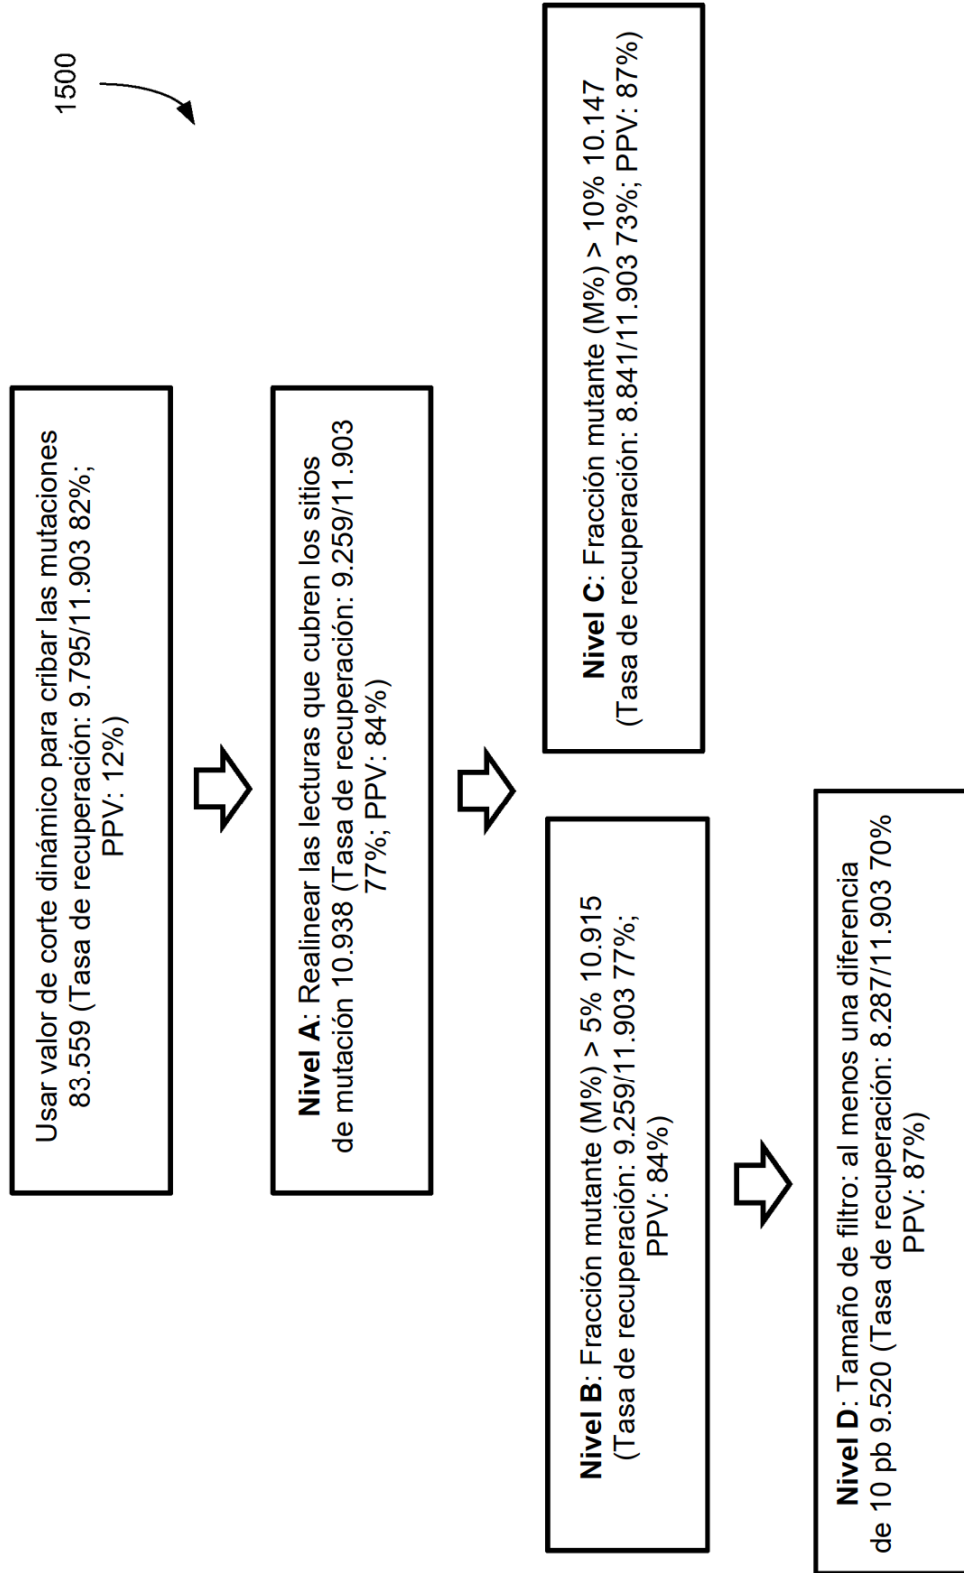 1500
Usar valor de corte dinámico para cribar las mutaciones
83.559 (Tasa de recuperación: 9.795/11.903 82%;
PPV: 12%)
Nivel A: Realinear las lecturas que cubren los sitios
de mutación 10.938 (Tasa de recuperación: 9.259/11.903
77%; PPV: 84%)
Nivel B: Fracción mutante (M%) > 5% 10.915
(Tasa de recuperación: 9.259/11.903 77%;
PPV: 84%)
Nivel C: Fracción mutante (M%) > 10% 10.147
(Tasa de recuperación: 8.841/11.903 73%; PPV: 87%)
Nivel D: Tamaño de filtro: al menos una diferencia
de 10 pb 9.520 (Tasa de recuperación: 8.287/11.903 70%
PPV: 87%)